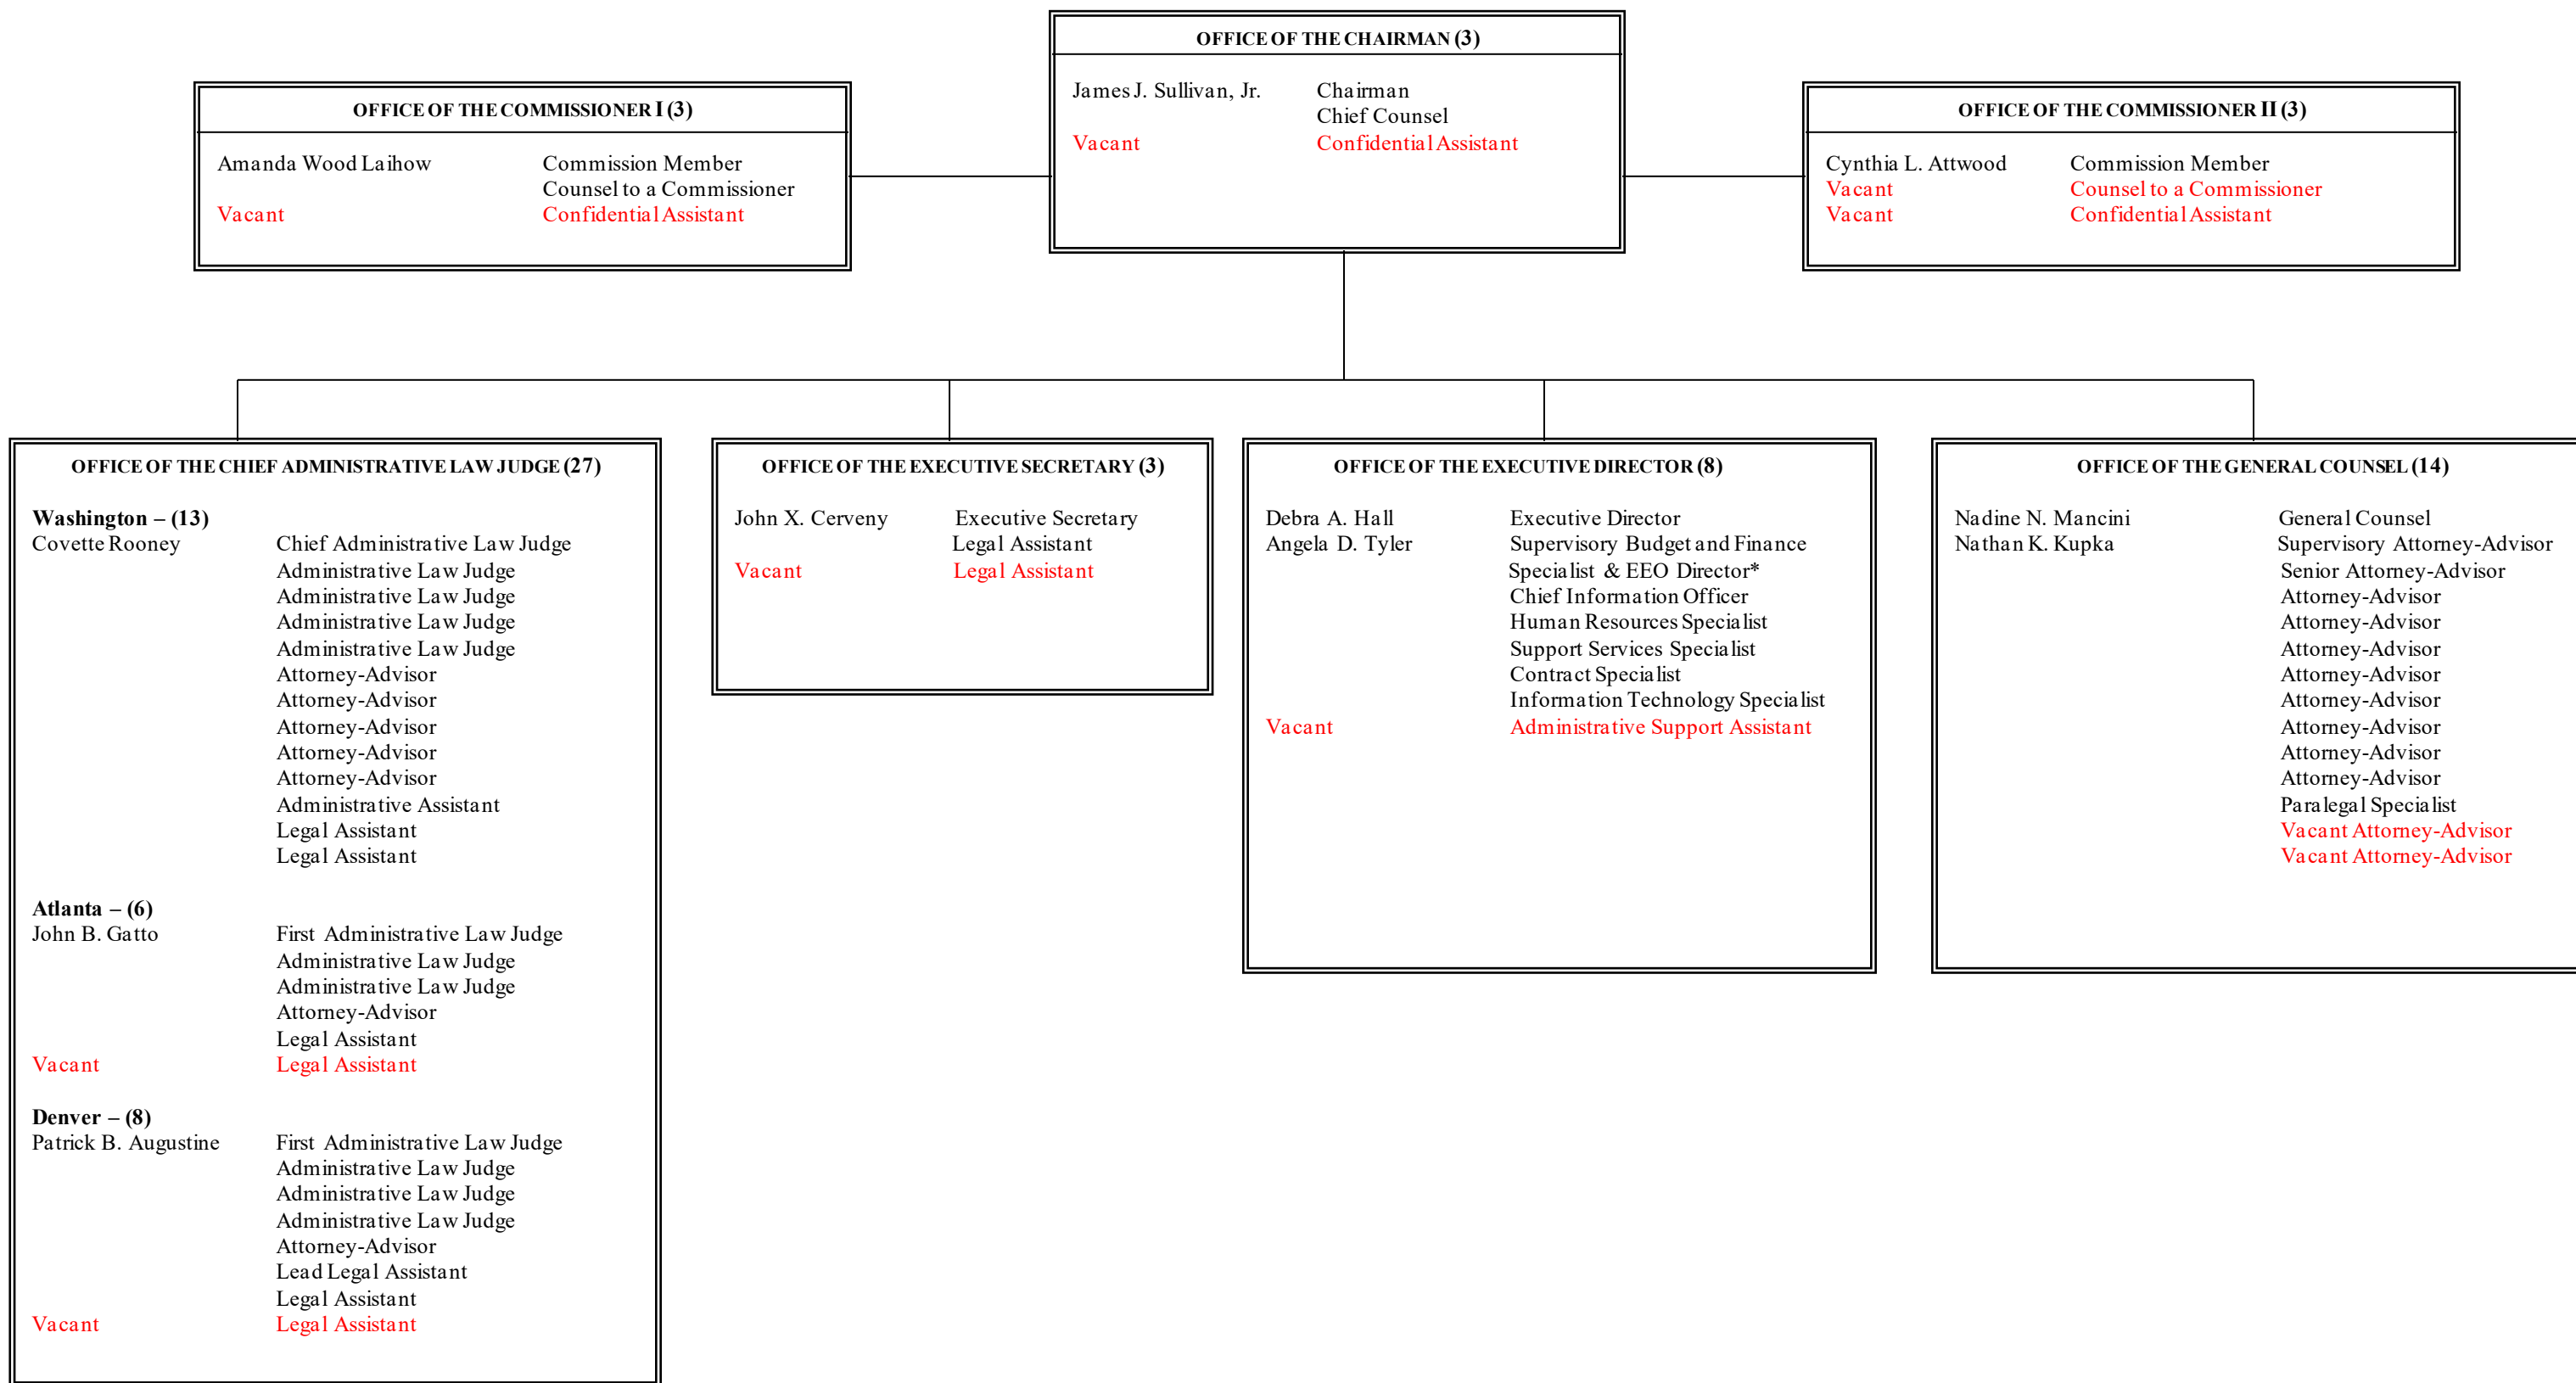 OFFICE OF THE CHAIRMAN (3)
James J. Sullivan, Jr. Chairman
Chief Counsel
Vacant Confidential Assistant
OFFICE OF THE COMMISSIONER I (3)
Amanda Wood Laihow Commission Member
Counsel to a Commissioner
Vacant Confidential Assistant
OFFICE OF THE COMMISSIONER II (3)
Cynthia L. Attwood Commission Member
Vacant Counsel to a Commissioner
Vacant Confidential Assistant
OFFICE OF THE CHIEF ADMINISTRATIVE LAW JUDGE (27)
Washington – (13)
Covette Rooney Chief Administrative Law Judge
Administrative Law Judge
Administrative Law Judge
Administrative Law Judge
Administrative Law Judge
Attorney-Advisor
Attorney-Advisor
Attorney-Advisor
Attorney-Advisor
Attorney-Advisor
Administrative Assistant
Legal Assistant
Legal Assistant
Atlanta – (6)
John B. Gatto First Administrative Law Judge
Administrative Law Judge
Administrative Law Judge
Attorney-Advisor
Legal Assistant
Vacant Legal Assistant
Denver – (8)
Patrick B. Augustine First Administrative Law Judge
Administrative Law Judge
Administrative Law Judge
Administrative Law Judge
Attorney-Advisor
Lead Legal Assistant
Legal Assistant
Vacant Legal Assistant
OFFICE OF THE EXECUTIVE SECRETARY (3)
John X. Cerveny Executive Secretary
Legal Assistant
Vacant Legal Assistant
OFFICE OF THE EXECUTIVE DIRECTOR (8)
Debra A. Hall Executive Director
Angela D. Tyler Supervisory Budget and Finance
Specialist & EEO Director*
Chief Information Officer
Human Resources Specialist
Support Services Specialist
Contract Specialist
Information Technology Specialist
Vacant Administrative Support Assistant
OFFICE OF THE GENERAL COUNSEL (14)
Nadine N. Mancini General Counsel
Nathan K. Kupka Supervisory Attorney-Advisor
Senior Attorney-Advisor
Attorney-Advisor
Attorney-Advisor
Attorney-Advisor
Attorney-Advisor
Attorney-Advisor
Attorney-Advisor
Attorney-Advisor
Attorney-Advisor
Paralegal Specialist
Vacant Attorney-Advisor
Vacant Attorney-Advisor